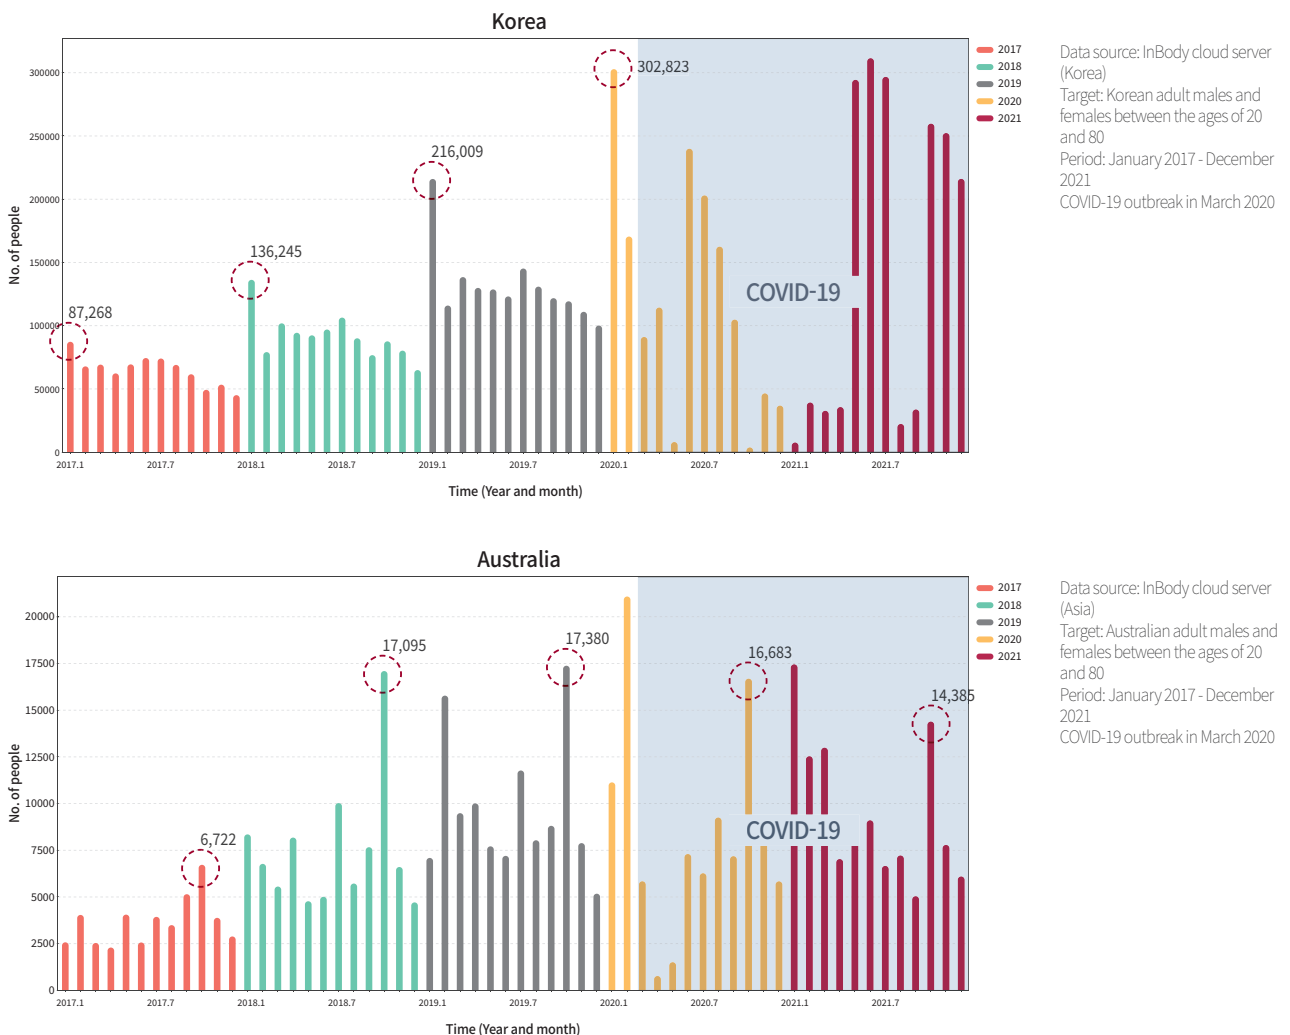 Korea
300000
250000
200000
150000
100000
50000
0
No. of people
87,268
136,245
216,009
302,823
COVID-19
2017.1
2017.7
2018.1
2018.7
2019.1
2019.7
2020.1
2020.7
2021.1
2021.7
Time (Year and month)
2017
2018
2019
2020
2021
Data source: InBody cloud server
(Korea)
Target: Korean adult males and
females between the ages of 20
and 80
Period: January 2017 - December
2021
COVID-19 outbreak in March 2020
Australia
20000
17500
15000
12500
10000
7500
5000
2500
0
No. of people
6,722
17,095
17,380
16,683
14,385
COVID-19
2017.1
2017.7
2018.1
2018.7
2019.1
2019.7
2020.1
2020.7
2021.1
2021.7
Time (Year and month)
2017
2018
2019
2020
2021
Data source: InBody cloud server
(Asia)
Target: Australian adult males and
females between the ages of 20
and 80
Period: January 2017 - December
2021
COVID-19 outbreak in March 2020